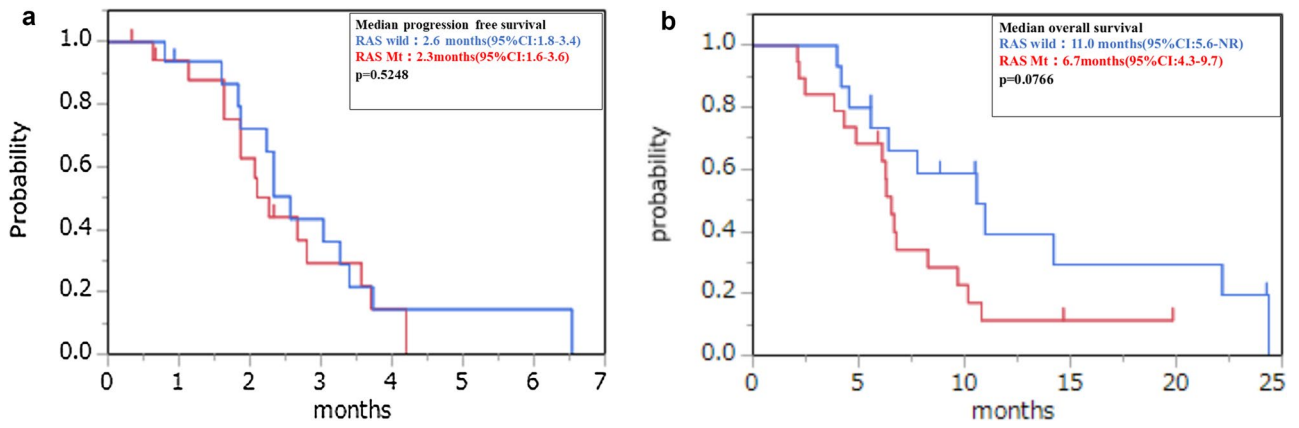 a
Median progression free survival
RAS wild：2.6 months(95%CI:1.8-3.4)
RAS Mt：2.3months(95%CI:1.6-3.6)
p=0.5248
Probability
1.0
0.8
0.6
0.4
0.2
0.0
0 1 2 3 4 5 6 7
months
b
Median overall survival
RAS wild：11.0 months(95%CI:5.6-NR)
RAS Mt：6.7months(95%CI:4.3-9.7)
p=0.0766
probability
1.0
0.8
0.6
0.4
0.2
0.0
0 5 10 15 20 25
months